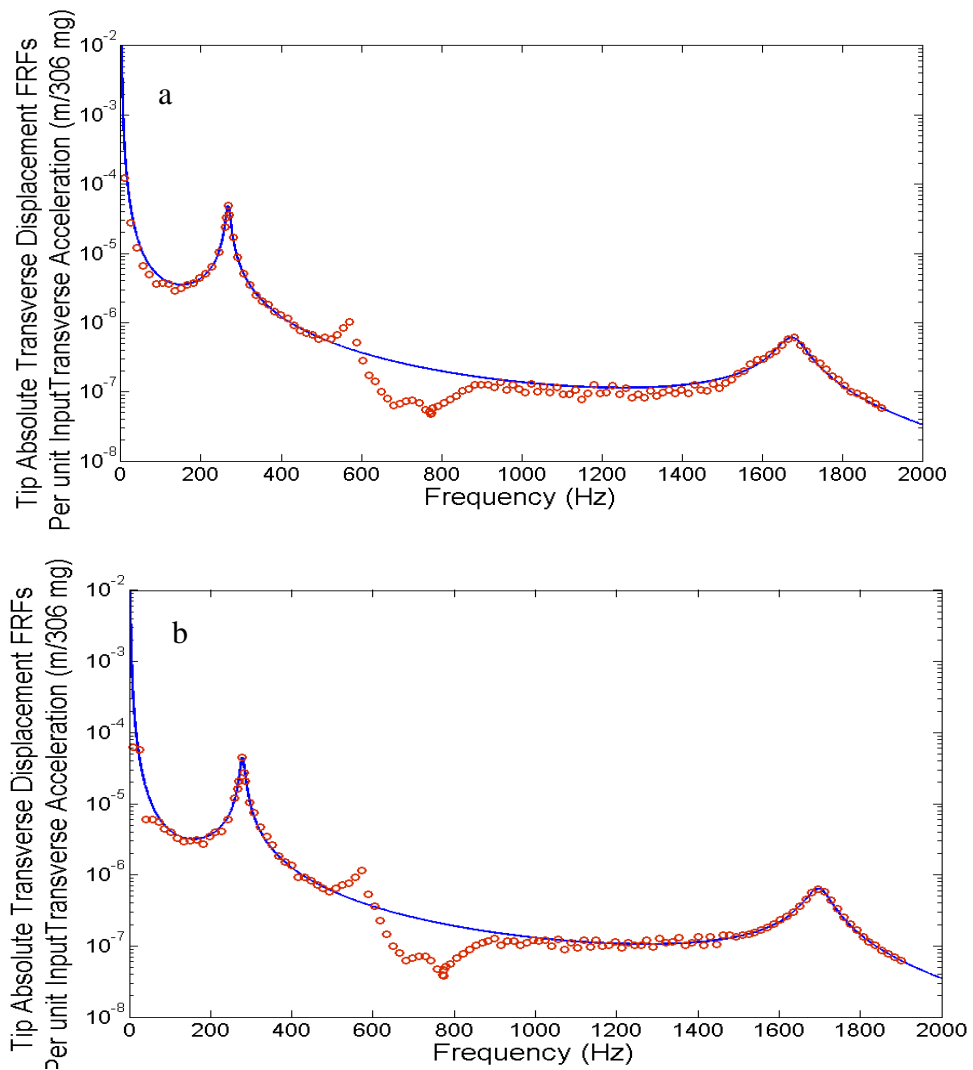 Tip Absolute Transverse Displacement FRFs
Per unit InputTransverse Acceleration (m/306 mg)
a
10-2
10-3
10-4
10-5
10-6
10-7
10-8
0 200 400 600 800 1000 1200 1400 1600 1800 2000
Frequency (Hz)
Tip Absolute Transverse Displacement FRFs
Per unit InputTransverse Acceleration (m/306 mg)
b
10-2
10-3
10-4
10-5
10-6
10-7
10-8
0 200 400 600 800 1000 1200 1400 1600 1800 2000
Frequency (Hz)